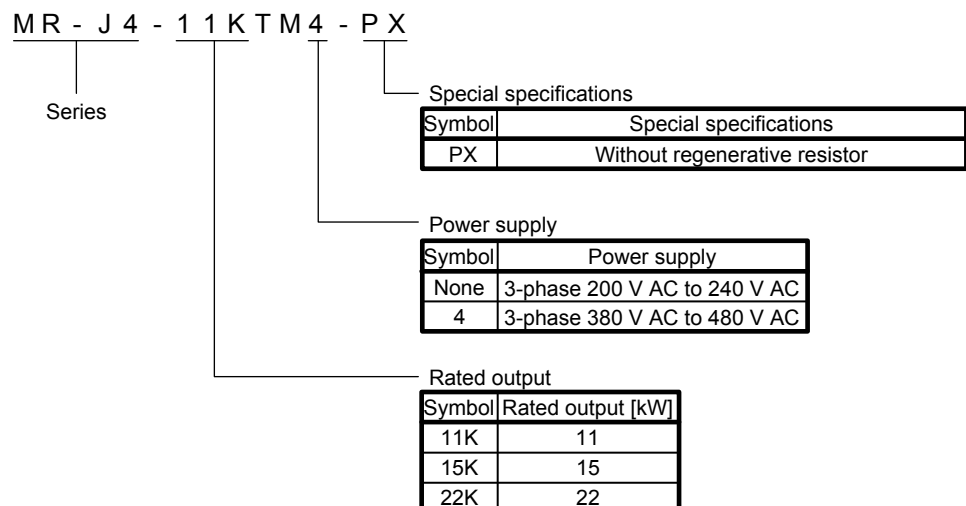 MR-J4-11KTM4-PX
Series
Special specifications
Symbol Special specifications
PX Without regenerative resistor
Power supply
Symbol Power supply
None 3-phase 200 V AC to 240 V AC
4 3-phase 380 V AC to 480 V AC
Rated output
Symbol Rated output [kW]
11K 11
15K 15
22K 22